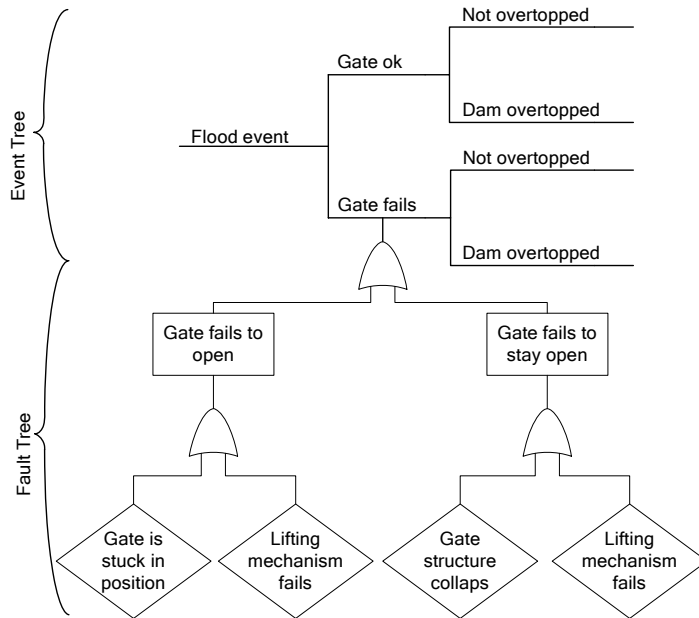 Event Tree
Not overtopped
Gate ok
Dam overtopped
Flood event
Not overtopped
Gate fails
Dam overtopped
Fault Tree
Gate fails to
open
Gate fails to
stay open
Gate is
stuck in
position
Lifting
mechanism
fails
Gate
structure
collaps
Lifting
mechanism
fails